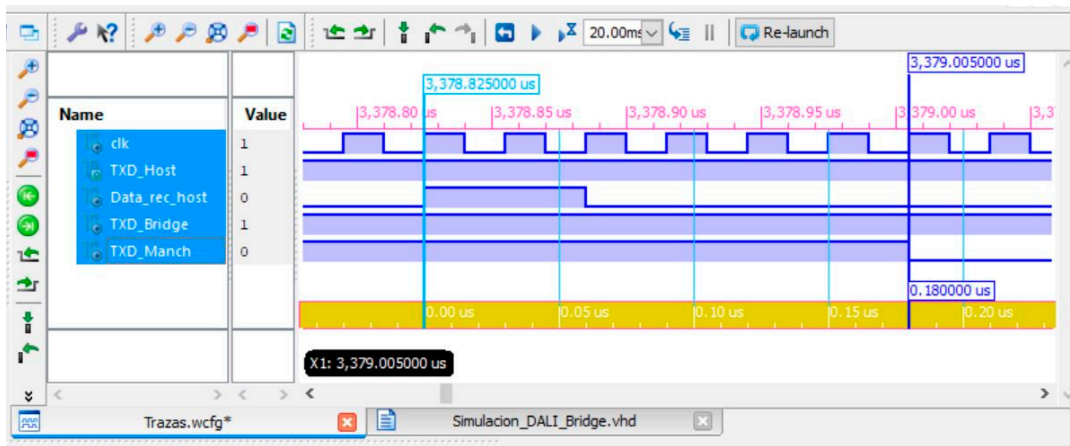 20.00ms
Re-launch
3,379.005000 us
3,378.825000 us
Name
Value
3,378.80 us
3,378.85 us
3,378.90 us
3,378.95 us
3,379.00 us
3,3
clk
1
TXD_Host
1
Data_rec_host
0
TXD_Bridge
1
TXD_Manch
0
0.180000 us
0.00 us
0.05 us
0.10 us
0.15 us
0.20 us
X1: 3,379.005000 us
Trazas.wcfg*
Simulacion_DALI_Bridge.vhd